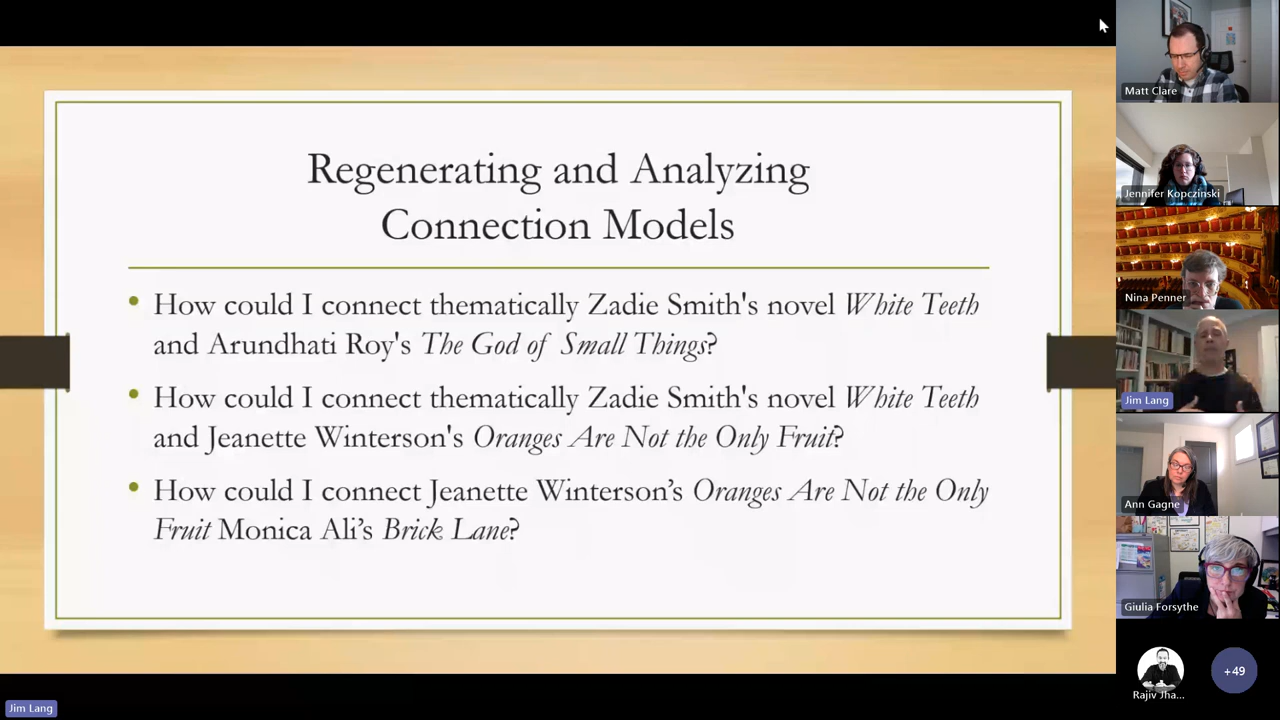 Regenerating and Analyzing
Connection Models
• How could I connect thematically Zadie Smith's novel White Teeth
and Arundhati Roy's The God of Small Things?
• How could I connect thematically Zadie Smith's novel White Teeth
and Jeanette Winterson's Oranges Are Not the Only Fruit?
• How could I connect Jeanette Winterson’s Oranges Are Not the Only
Fruit Monica Ali’s Brick Lane?
Matt Clare
Jennifer Kopczinski
Nina Penner
Jim Lang
Ann Gagne
Giulia Forsythe
Rajiv Jha...
+49
Jim Lang